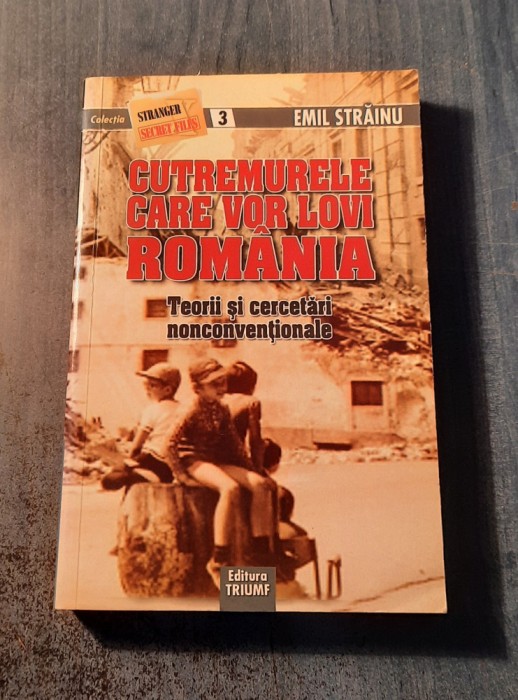 Colecția
STRANGER
SECRET FILES
3
EMIL STRĂINU
CUTREMURELE
CARE VOR LOVI
ROMÂNIA
Teorii și cercetări
nonconvenționale
Editura
TRIUMF